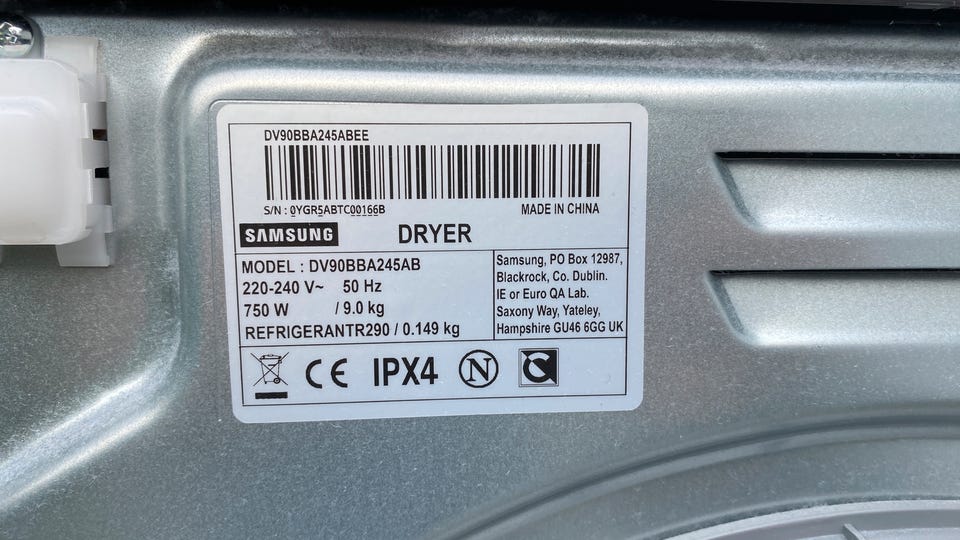 DV90BBA245ABEE
S/N : 0YGR5ABTC00166B
MADE IN CHINA
SAMSUNG
DRYER
MODEL : DV90BBA245AB
220-240 V~ 50 Hz
750 W / 9.0 kg
REFRIGERANTR290 / 0.149 kg
Samsung, PO Box 12987,
Blackrock, Co. Dublin.
IE or Euro QA Lab.
Saxony Way, Yateley,
Hampshire GU46 6GG UK
CE IPX4 N